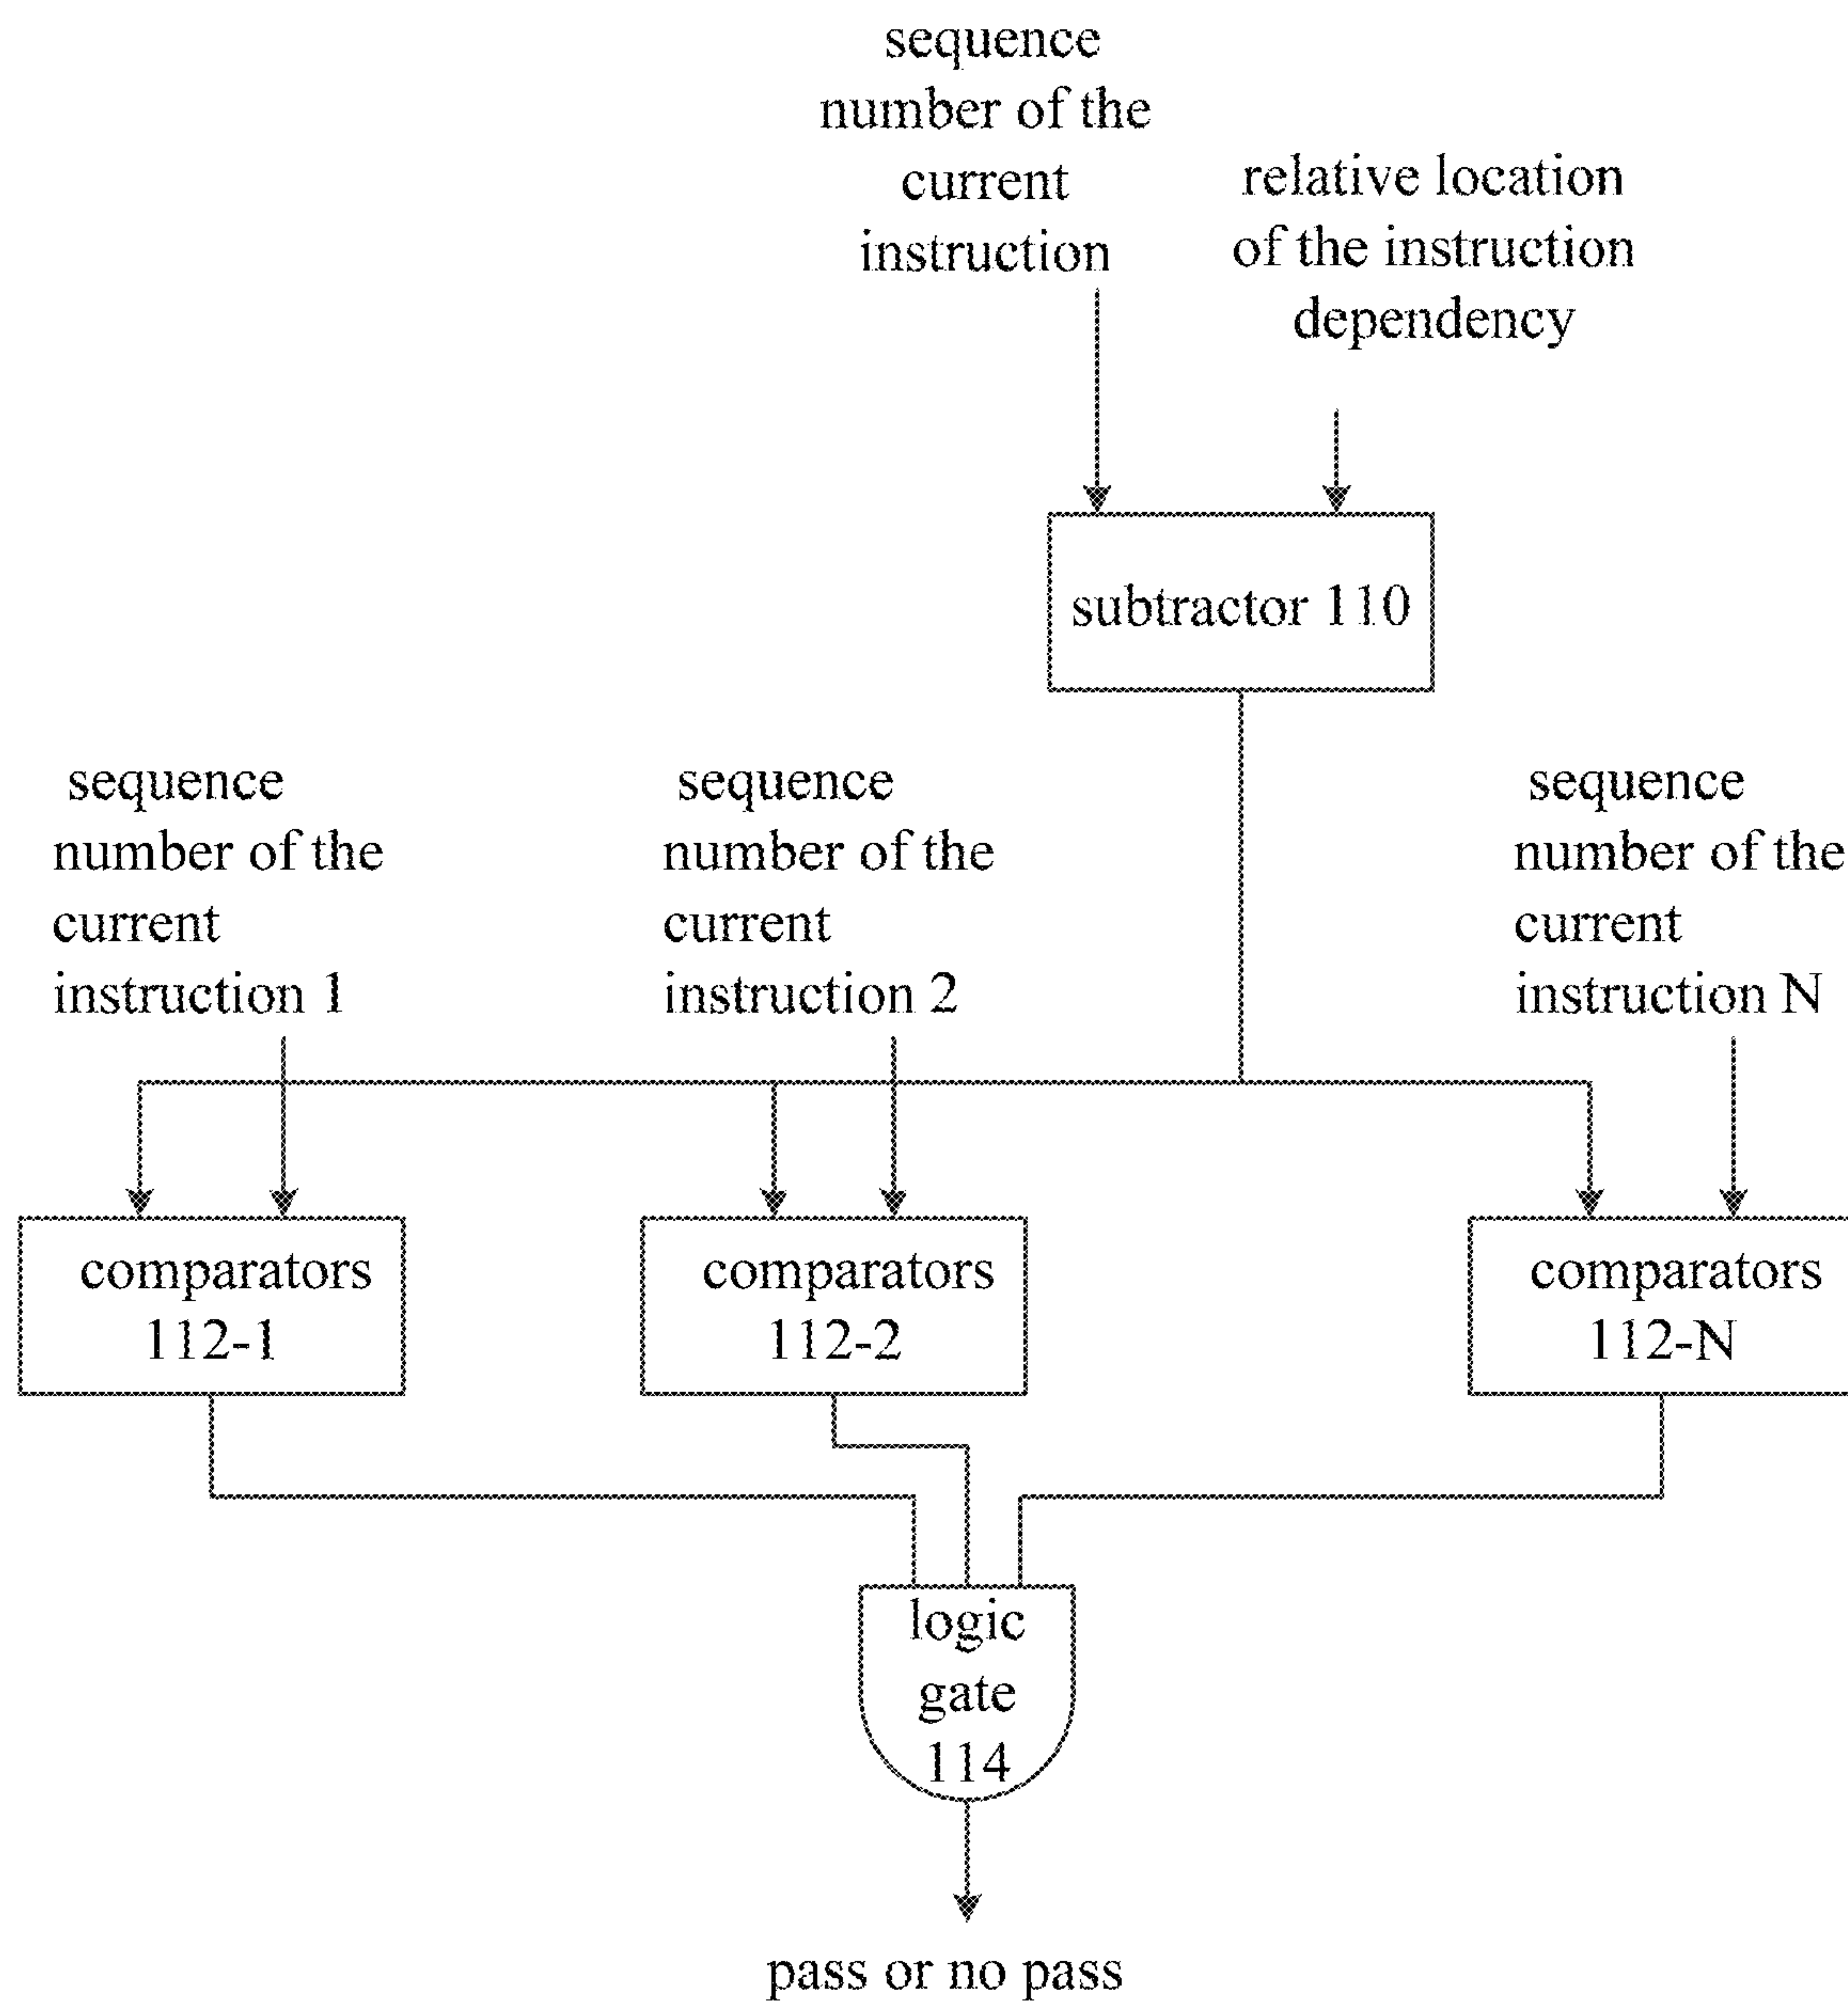 sequence
number of the
current
instruction
relative location
of the instruction
dependency
subtractor 110
sequence
number of the
current
instruction 1
sequence
number of the
current
instruction 2
sequence
number of the
current
instruction N
comparators
112-1
comparators
112-2
comparators
112-N
logic
gate
114
pass or no pass